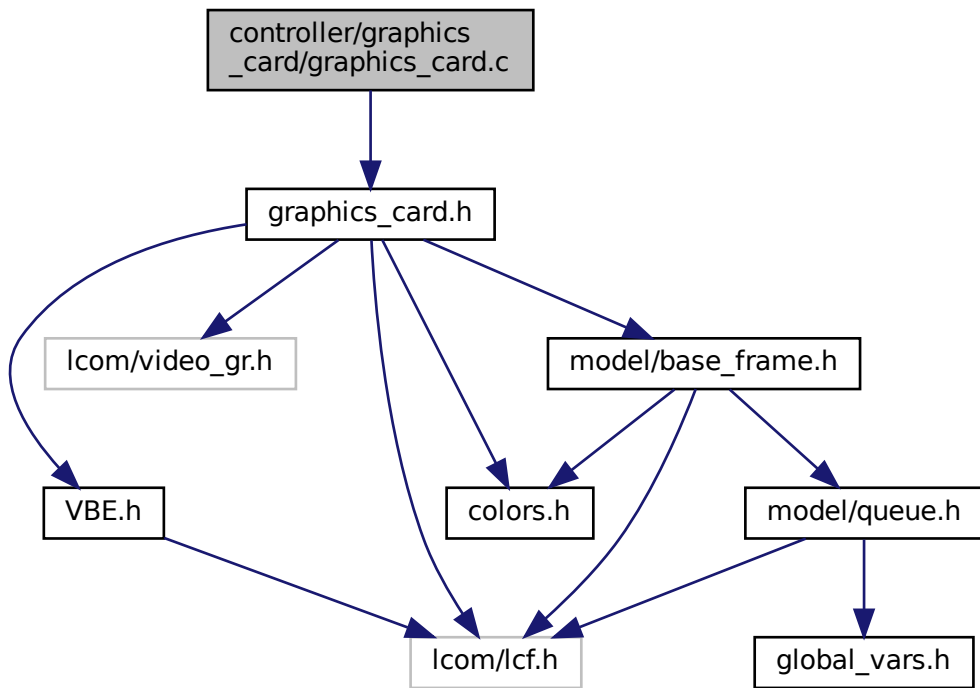 controller/graphics
_card/graphics_card.c
graphics_card.h
lcom/video_gr.h
model/base_frame.h
VBE.h
colors.h
model/queue.h
lcom/lcf.h
global_vars.h